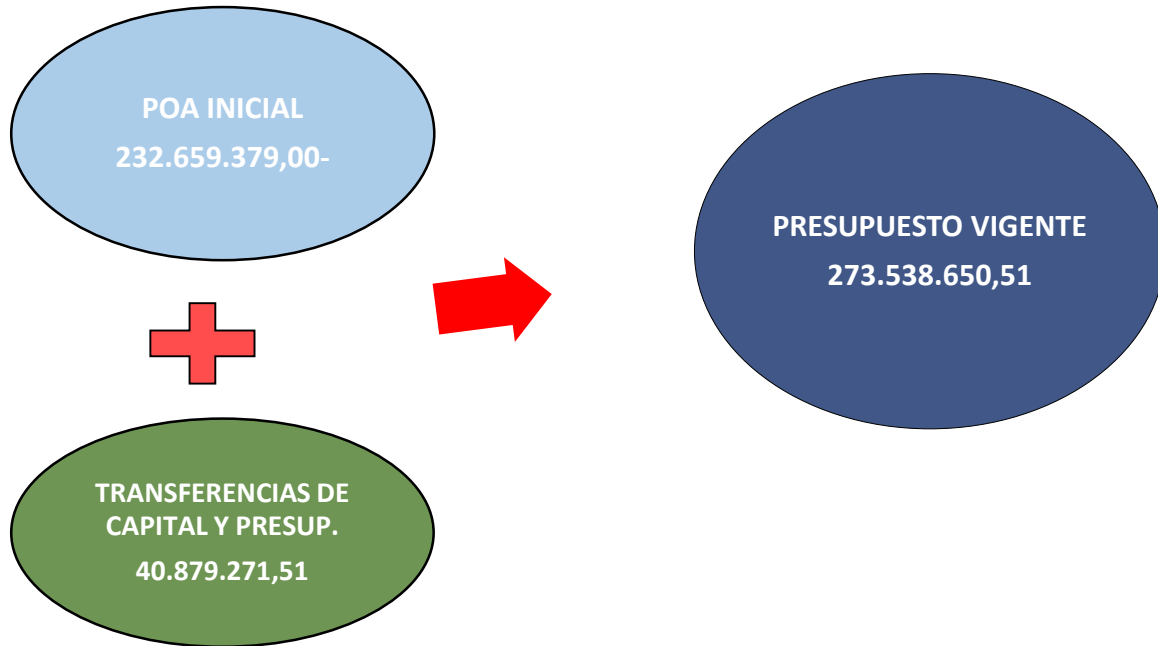 POA INICIAL
232.659.379,00-
TRANSFERENCIAS DE
CAPITAL Y PRESUP.
40.879.271,51
PRESUPUESTO VIGENTE
273.538.650,51